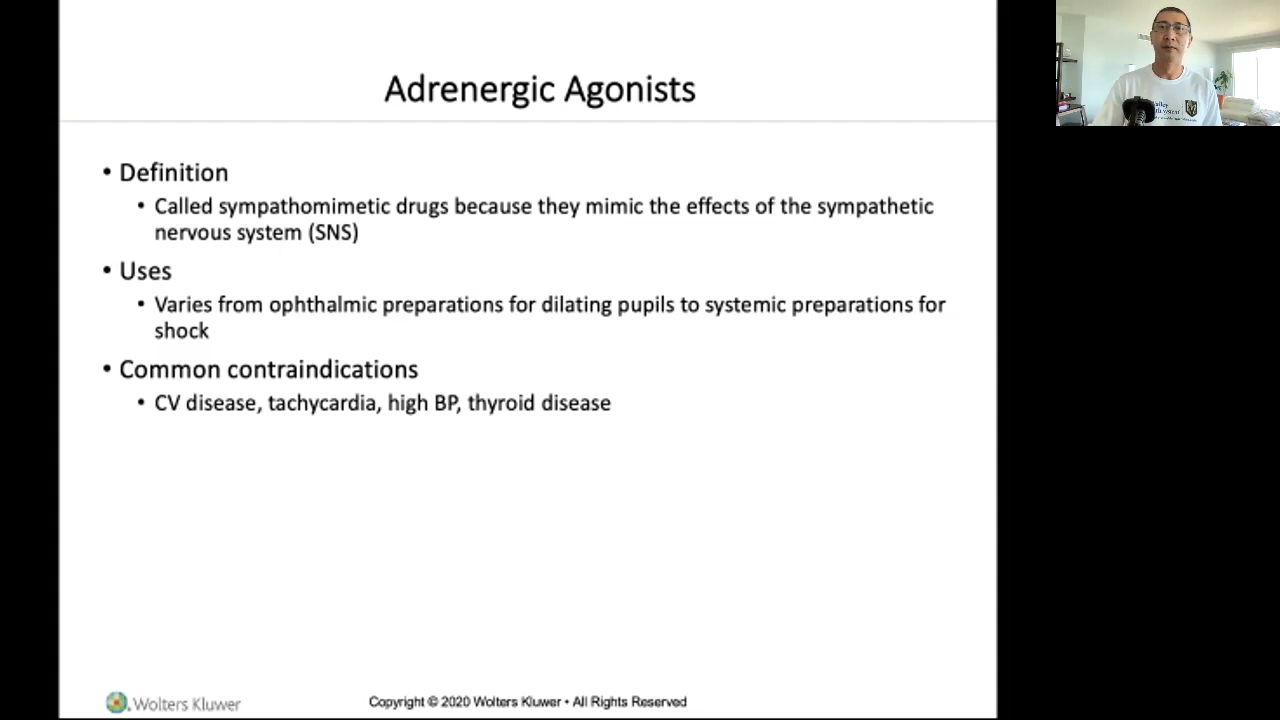 Adrenergic Agonists
• Definition
• Called sympathomimetic drugs because they mimic the effects of the sympathetic
nervous system (SNS)
• Uses
• Varies from ophthalmic preparations for dilating pupils to systemic preparations for
shock
• Common contraindications
• CV disease, tachycardia, high BP, thyroid disease
Wolters Kluwer
Copyright © 2020 Wolters Kluwer • All Rights Reserved